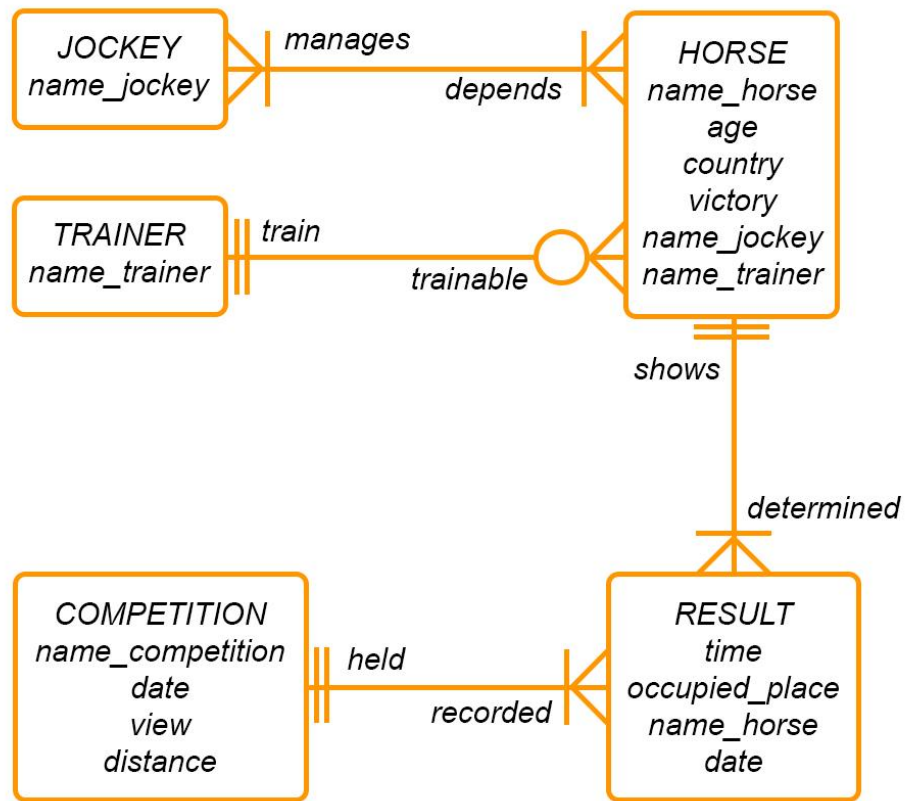 JOCKEY
name_jockey
manages
depends
HORSE
name_horse
age
country
victory
name_jockey
name_trainer
TRAINER
name_trainer
train
trainable
shows
determined
COMPETITION
name_competition
date
view
distance
held
recorded
RESULT
time
occupied_place
name_horse
date